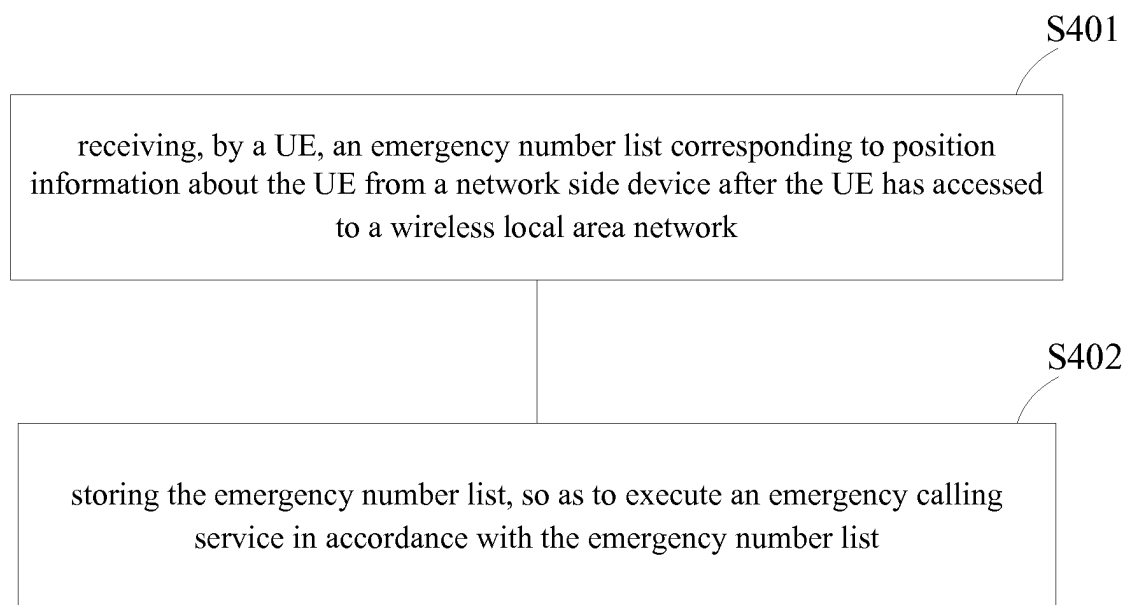 S401
receiving, by a UE, an emergency number list corresponding to position
information about the UE from a network side device after the UE has accessed
to a wireless local area network
S402
storing the emergency number list, so as to execute an emergency calling
service in accordance with the emergency number list